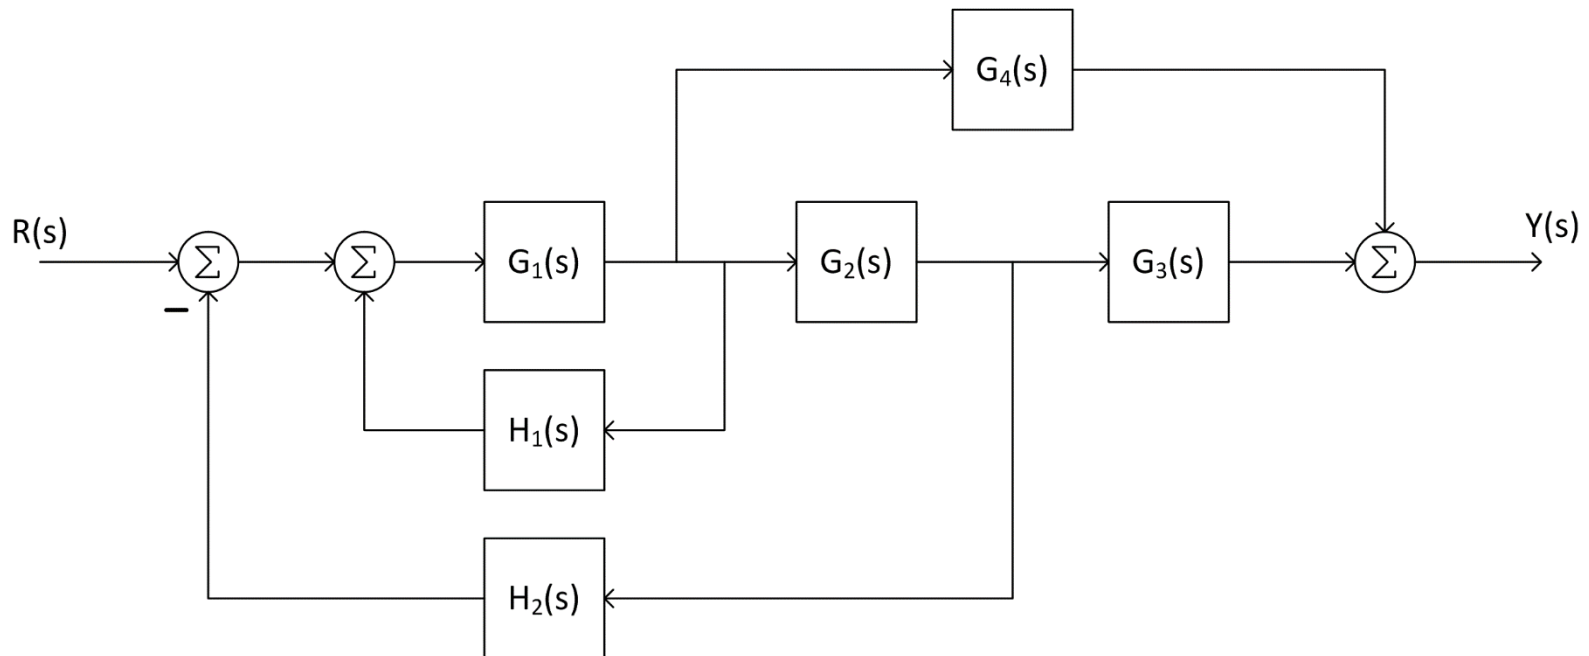 G₄(s)
R(s)
Σ
Σ
G₁(s)
G₂(s)
G₃(s)
Σ
Y(s)
−
H₁(s)
H₂(s)